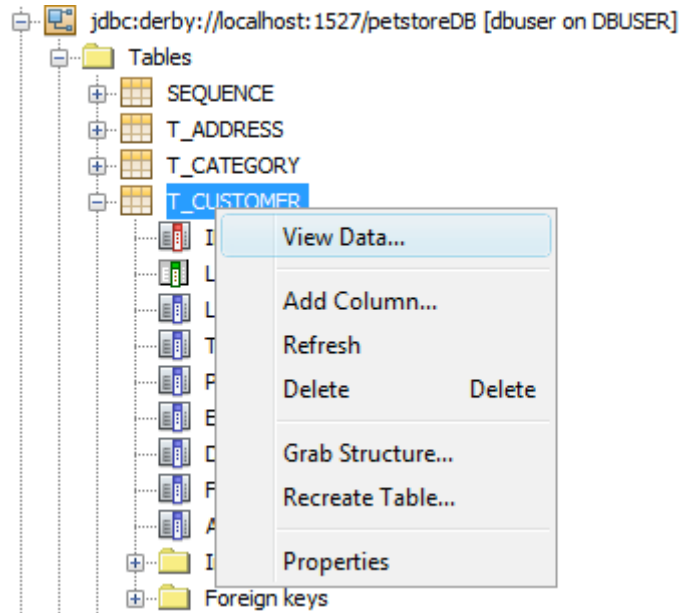 jdbc:derby://localhost:1527/petstoreDB [dbuser on DBUSER]
Tables
SEQUENCE
T_ADDRESS
T_CATEGORY
T_CUSTOMER
View Data...
Add Column...
Refresh
Delete Delete
Grab Structure...
Recreate Table...
Properties
Foreign keys